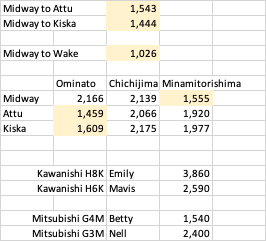 Midway to Attu 1,543
Midway to Kiska 1,444
Midway to Wake 1,026
Ominato Chichijima Minamitorishima
Midway 2,166 2,139 1,555
Attu 1,459 2,066 1,920
Kiska 1,609 2,175 1,977
Kawanishi H8K Emily 3,860
Kawanishi H6K Mavis 2,590
Mitsubishi G4M Betty 1,540
Mitsubishi G3M Nell 2,400